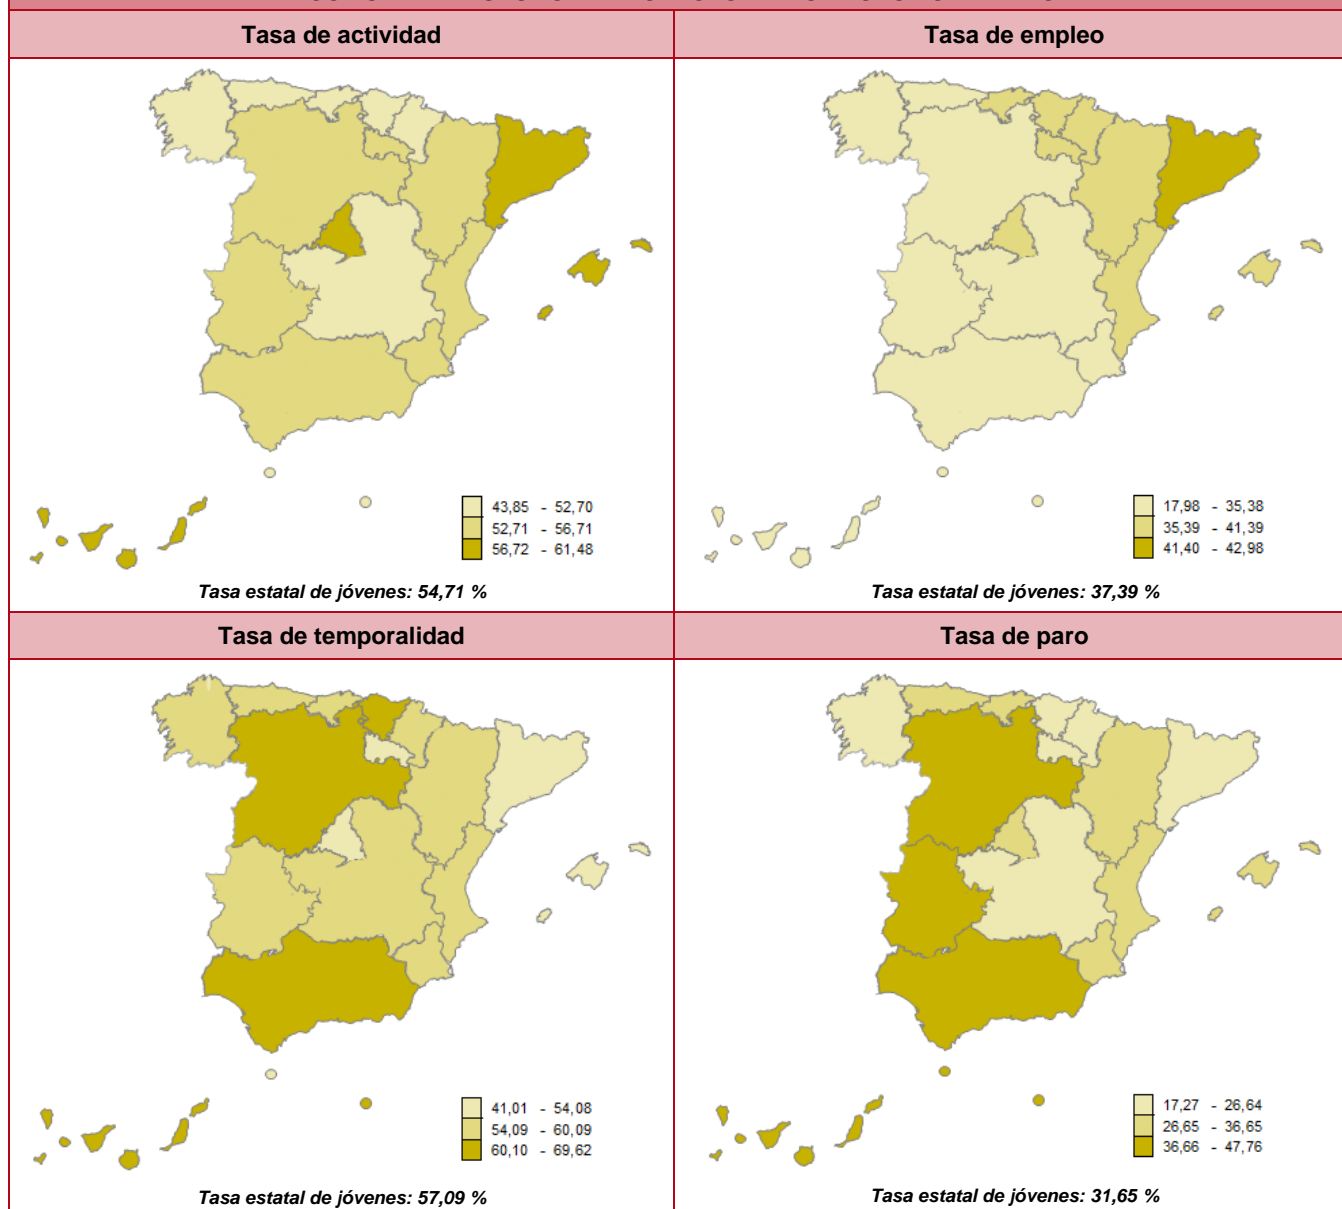 Tasa de actividad
Tasa de empleo
43,85 - 52,70
52,71 - 56,71
56,72 - 61,48
Tasa estatal de jóvenes: 54,71 %
17,98 - 35,38
35,39 - 41,39
41,40 - 42,98
Tasa estatal de jóvenes: 37,39 %
Tasa de temporalidad
Tasa de paro
41,01 - 54,08
54,09 - 60,09
60,10 - 69,62
Tasa estatal de jóvenes: 57,09 %
17,27 - 26,64
26,65 - 36,65
36,66 - 47,76
Tasa estatal de jóvenes: 31,65 %